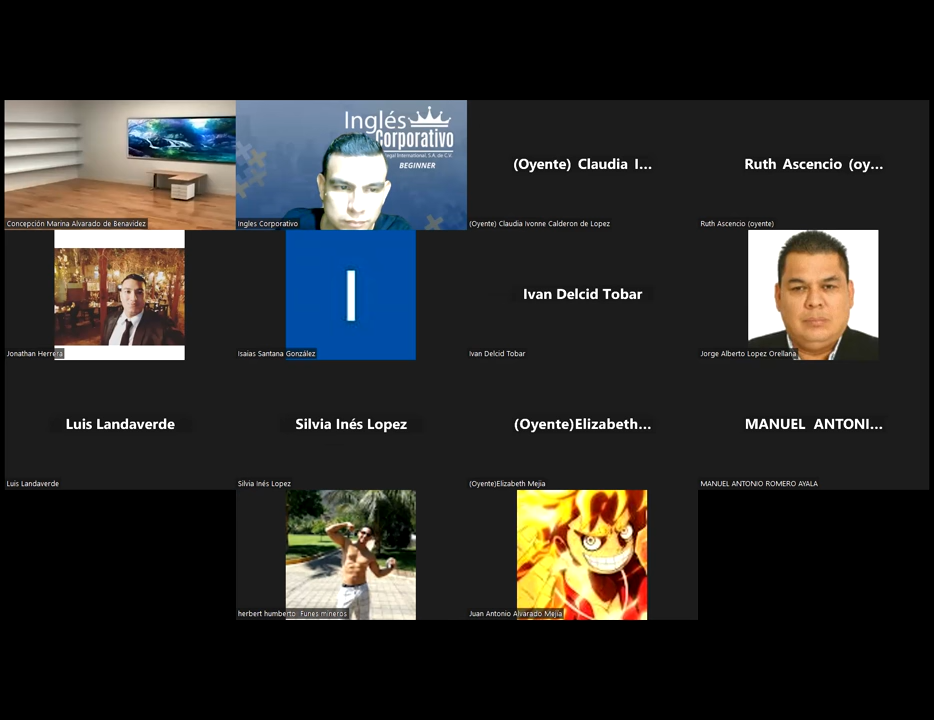 Inglés
Corporativo
BEGINNER
(Oyente) Claudia I...
Ruth Ascencio (oy...
Concepción Marina Alvarado de Benavidez
Ingles Corporativo
(Oyente) Claudia Ivonne Calderon de Lopez
Ruth Ascencio (oyente)
I
Ivan Delcid Tobar
Jonathan Herrera
Isaias Santana González
Ivan Delcid Tobar
Jorge Alberto Lopez Orellana
Luis Landaverde
Silvia Inés Lopez
(Oyente)Elizabeth...
MANUEL ANTONI...
Luis Landaverde
Silvia Inés Lopez
(Oyente)Elizabeth Mejia
MANUEL ANTONIO ROMERO AYALA
herbert humberto Funes mineros
Juan Antonio Alvarado Mejía